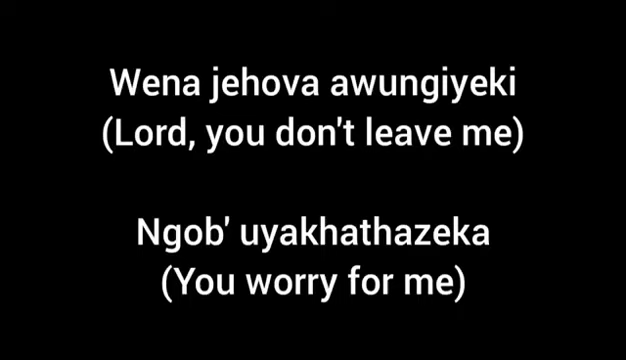 Wena jehova awungiyeki
(Lord, you don't leave me)
Ngob' uyakhathazeka
(You worry for me)